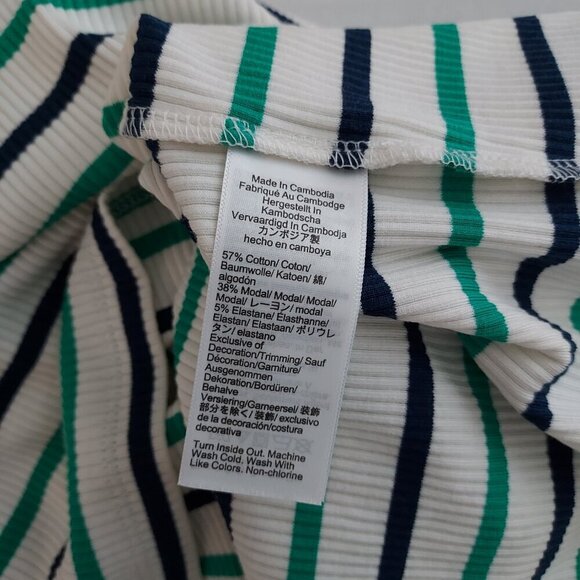 Made In Cambodia
Fabriqué Au Cambodge
Hergestellt In
Kambodscha
Vervaardigd In Cambodja
カンボジア製
hecho en camboya
57% Cotton/ Coton/
Baumwolle/ Katoen/ 綿/
algodón
38% Modal/ Modal/ Modal/
Modal/ レーヨン/ modal
5% Elastane/ Élasthanne/
Elastan/ Elastaan/ ポリウレ
タン/ elastano
Exclusive of
Decoration/Trimming/ Sauf
Décoration/Garniture/
Ausgenommen
Dekoration/Bordüren/
Behalve
Versiering/Garneersel/ 装飾
部分を除く/ 装飾/ exclusivo
de la decoración/costura
decorativa
Turn Inside Out. Machine
Wash Cold. Wash With
Like Colors. Non-chlorine